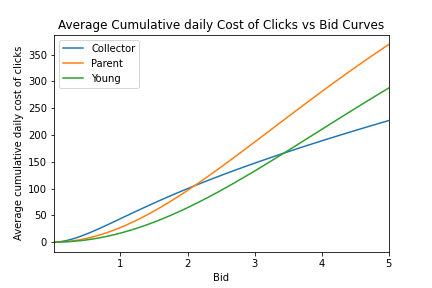 Average Cumulative daily Cost of Clicks vs Bid Curves
Average cumulative daily cost of clicks
350
300
250
200
150
100
50
0
Collector
Parent
Young
1
2
3
4
5
Bid